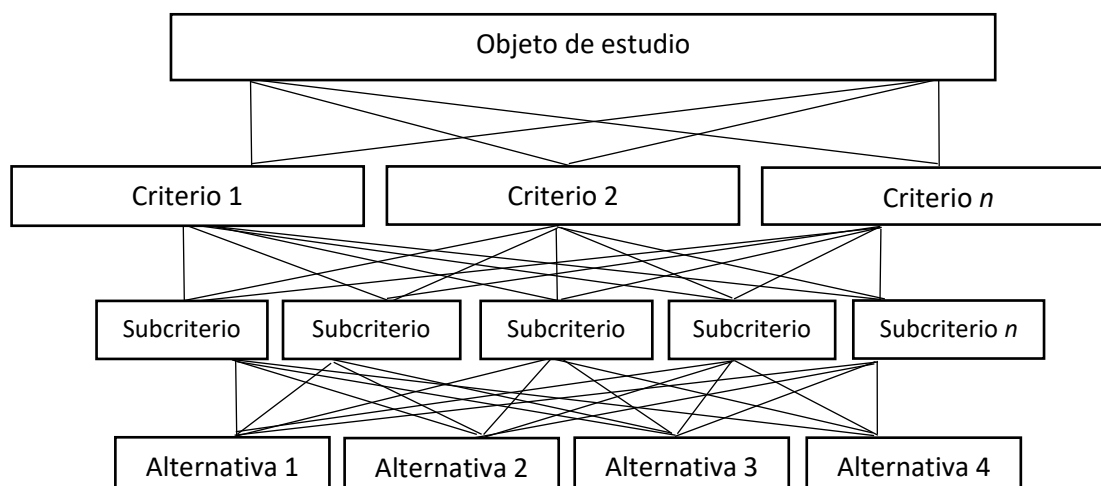 Objeto de estudio
Criterio 1
Criterio 2
Criterio n
Subcriterio
Subcriterio
Subcriterio
Subcriterio
Subcriterio n
Alternativa 1
Alternativa 2
Alternativa 3
Alternativa 4